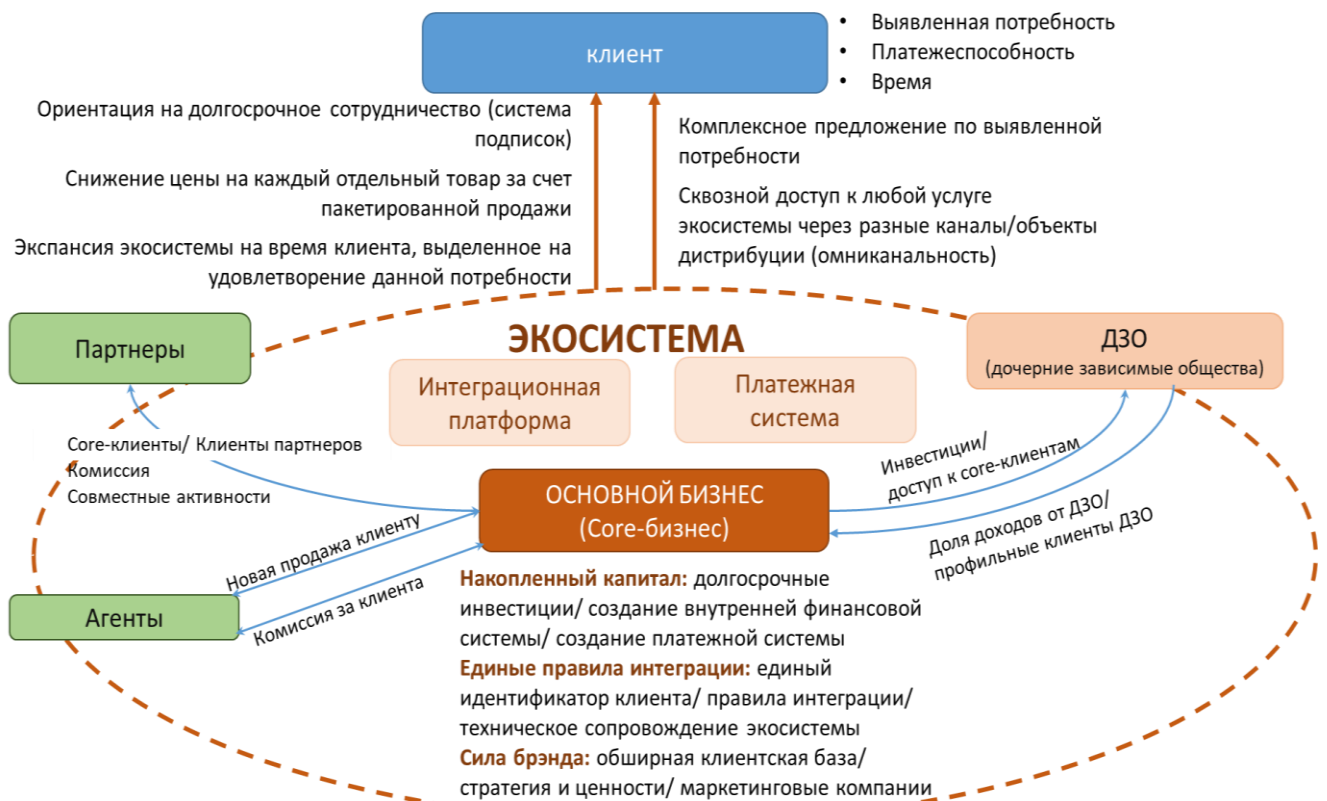 клиент
• Выявленная потребность
• Платежеспособность
• Время
Ориентация на долгосрочное сотрудничество (система
подписок)
Снижение цены на каждый отдельный товар за счет
пакетированной продажи
Экспансия экосистемы на время клиента, выделенное на
удовлетворение данной потребности
Комплексное предложение по выявленной
потребности
Сквозной доступ к любой услуге
экосистемы через разные каналы/объекты
дистрибуции (омниканальность)
ЭКОСИСТЕМА
Партнеры
ДЗО
(дочерние зависимые общества)
Интеграционная
платформа
Платежная
система
Core-клиенты/ Клиенты партнеров
Комиссия
Совместные активности
Инвестиции/
доступ к core-клиентам
ОСНОВНОЙ БИЗНЕС
(Core-бизнес)
Доля доходов от ДЗО/
профильные клиенты ДЗО
Новая продажа клиенту
Комиссия за клиента
Агенты
Накопленный капитал: долгосрочные
инвестиции/ создание внутренней финансовой
системы/ создание платежной системы
Единые правила интеграции: единый
идентификатор клиента/ правила интеграции/
техническое сопровождение экосистемы
Сила брэнда: обширная клиентская база/
стратегия и ценности/ маркетинговые компании